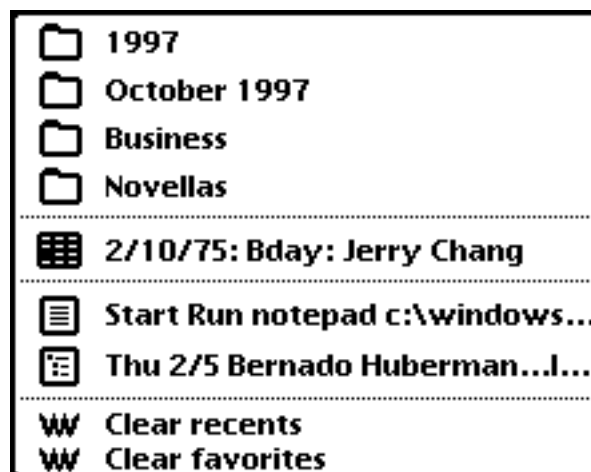 1997
October 1997
Business
Novellas
2/10/75: Bday: Jerry Chang
Start Run notepad c:\windows...
Thu 2/5 Bernado Huberman...I...
Clear recents
Clear favorites